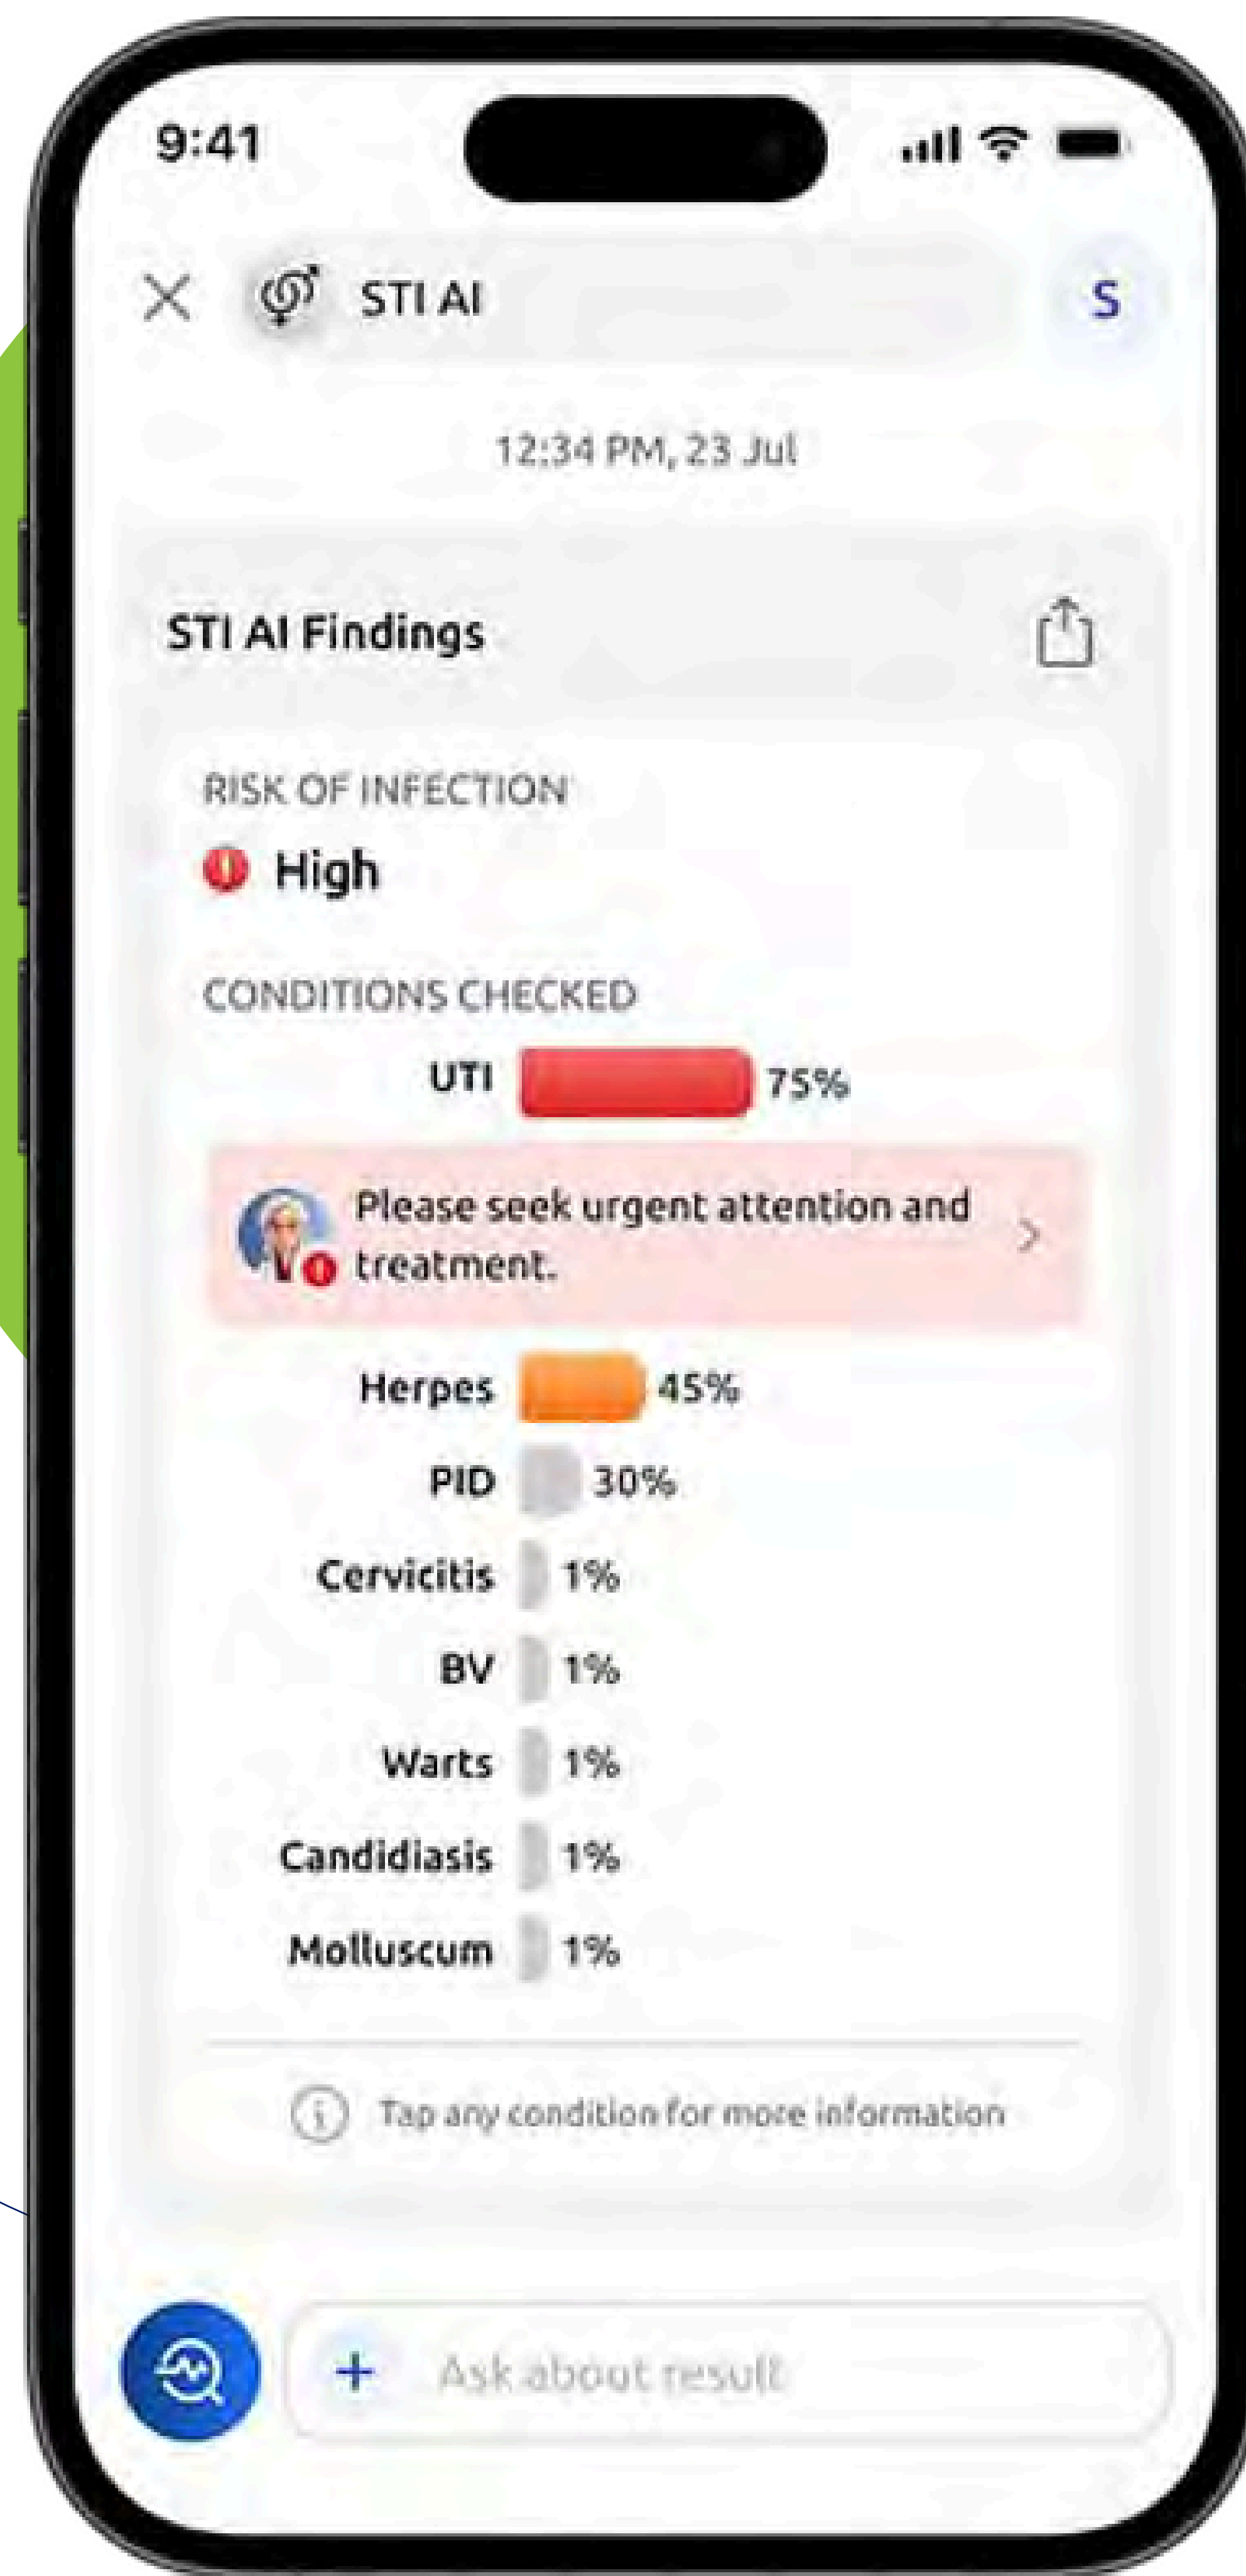 9:41
STI AI
S
12:34 PM, 23 Jul
STI AI Findings
RISK OF INFECTION
High
CONDITIONS CHECKED
UTI 75%
Please seek urgent attention and
treatment.
Herpes 45%
PID 30%
Cervicitis 1%
BV 1%
Warts 1%
Candidiasis 1%
Molluscum 1%
Tap any condition for more information
+ Ask about result